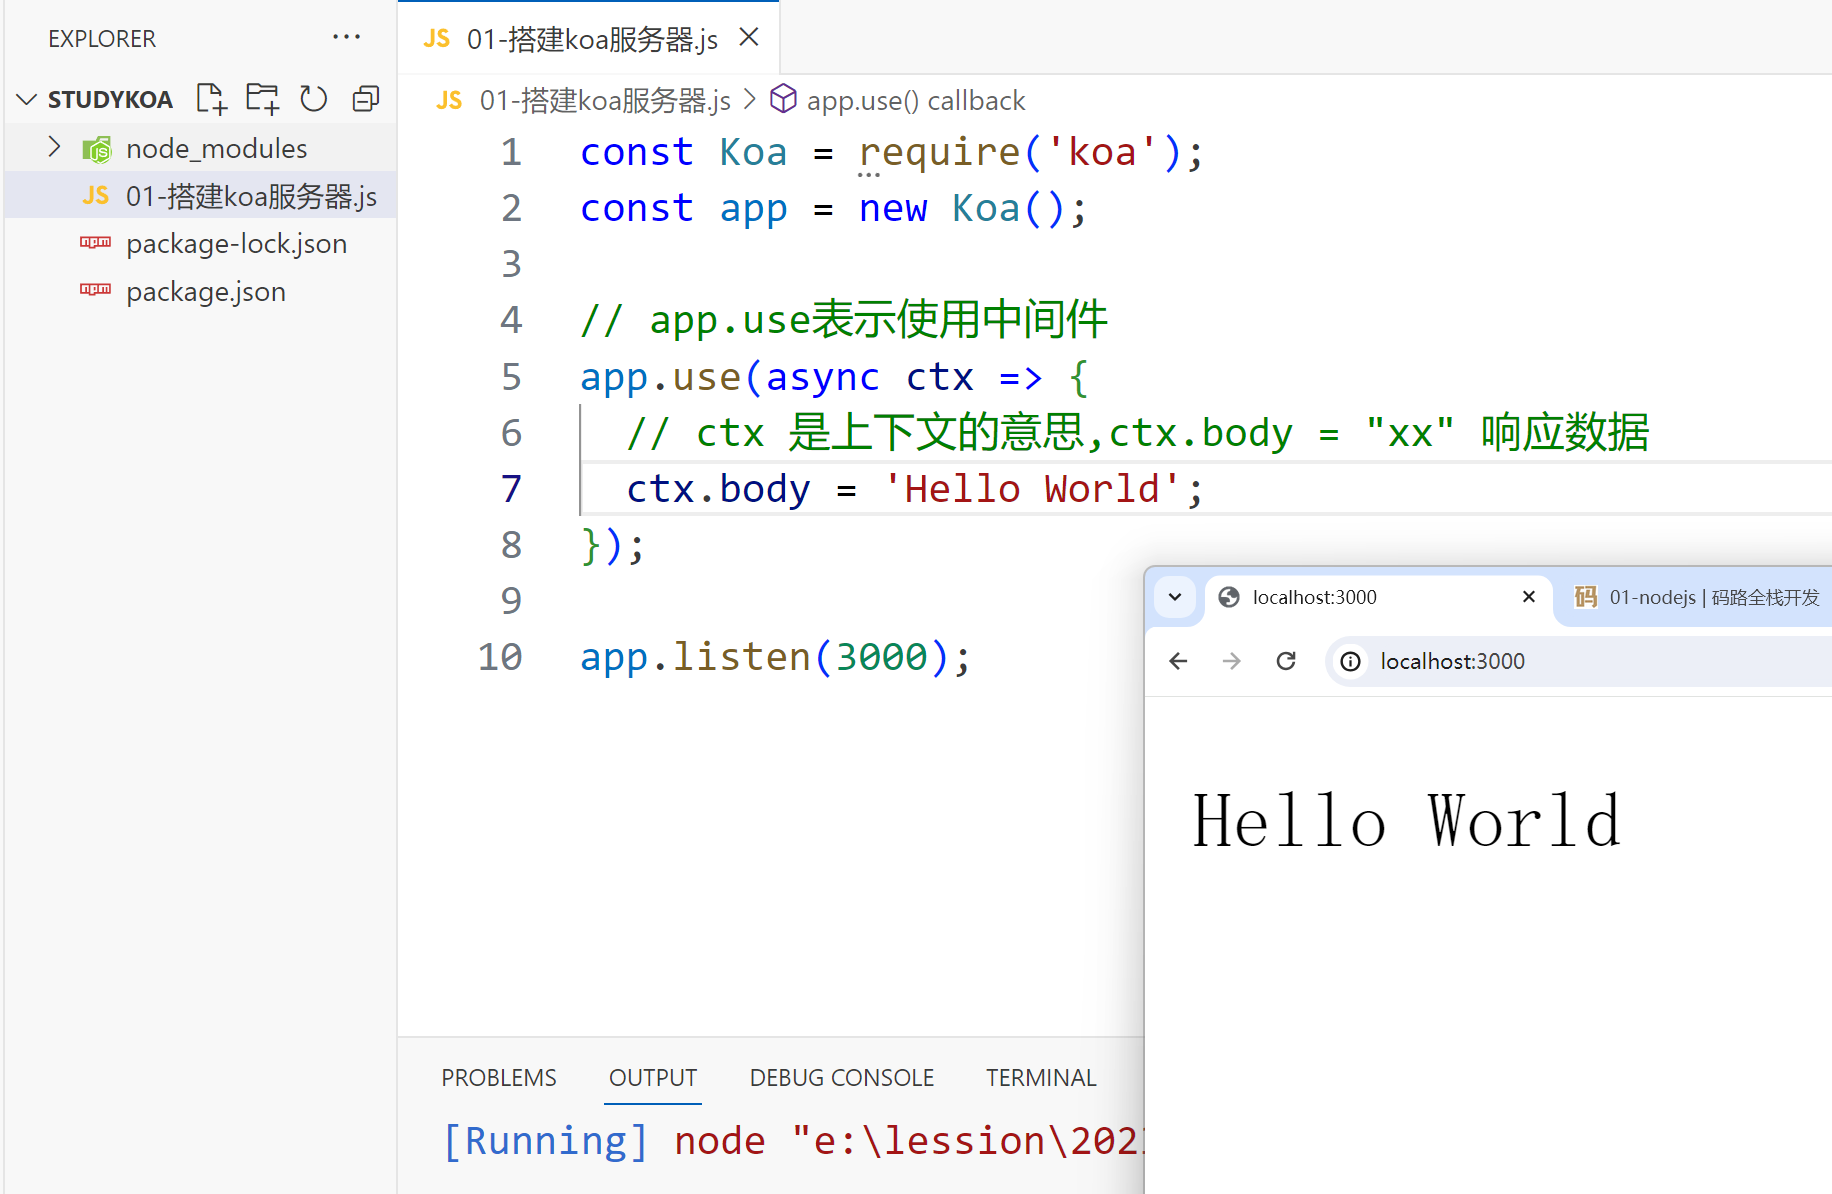 EXPLORER
STUDYKOA
node_modules
JS 01-搭建koa服务器.js
package-lock.json
package.json
JS 01-搭建koa服务器.js
JS 01-搭建koa服务器.js > app.use() callback
1 const Koa = require('koa');
2 const app = new Koa();
3
4 // app.use表示使用中间件
5 app.use(async ctx => {
6 // ctx 是上下文的意思,ctx.body = "xx" 响应数据
7 ctx.body = 'Hello World';
8 });
9
10 app.listen(3000);
PROBLEMS OUTPUT DEBUG CONSOLE TERMINAL
[Running] node "e:\lession\202
localhost:3000
码 01-nodejs | 码路全栈开发
localhost:3000
Hello World